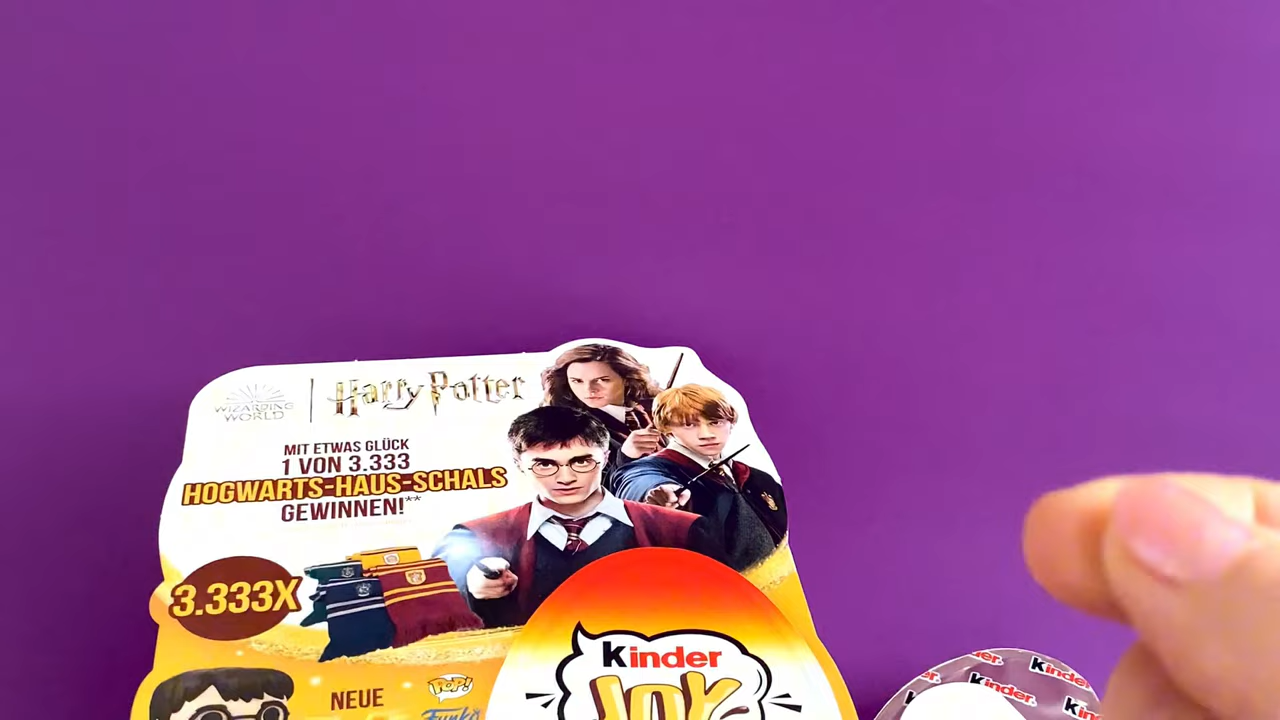 WIZARDING
WORLD
Harry Potter
MIT ETWAS GLÜCK
1 VON 3.333
HOGWARTS-HAUS-SCHALS
GEWINNEN!**
3.333X
NEUE
POP!
Funko
kinder
JOY
kinder.
kinder.